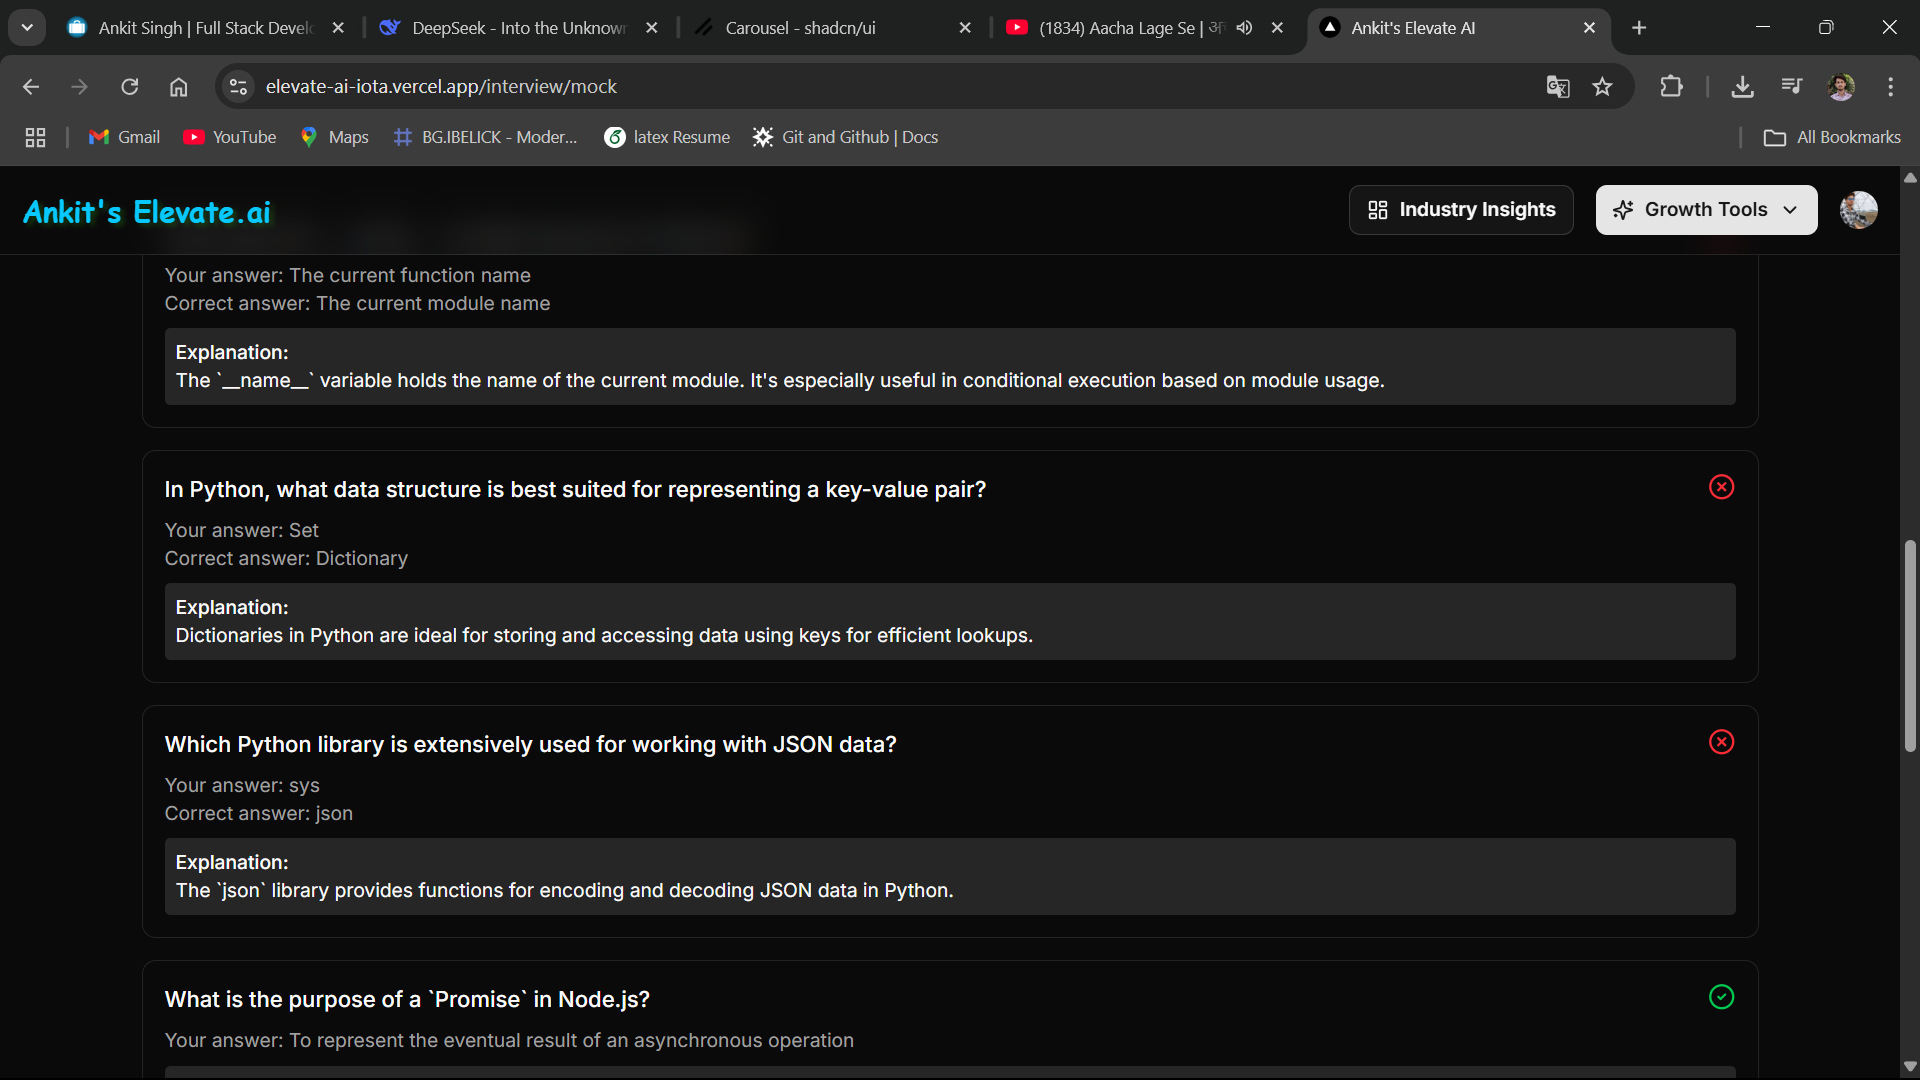 Ankit Singh | Full Stack Develo
DeepSeek - Into the Unknown
Carousel - shadcn/ui
(1834) Aacha Lage Se |
Ankit's Elevate AI
elevate-ai-iota.vercel.app/interview/mock
Gmail
YouTube
Maps
BG.IBELICK - Moder...
latex Resume
Git and Github | Docs
All Bookmarks
Ankit's Elevate.ai
Industry Insights
Growth Tools
Your answer: The current function name
Correct answer: The current module name
Explanation:
The `__name__` variable holds the name of the current module. It's especially useful in conditional execution based on module usage.
In Python, what data structure is best suited for representing a key-value pair?
Your answer: Set
Correct answer: Dictionary
Explanation:
Dictionaries in Python are ideal for storing and accessing data using keys for efficient lookups.
Which Python library is extensively used for working with JSON data?
Your answer: sys
Correct answer: json
Explanation:
The `json` library provides functions for encoding and decoding JSON data in Python.
What is the purpose of a `Promise` in Node.js?
Your answer: To represent the eventual result of an asynchronous operation